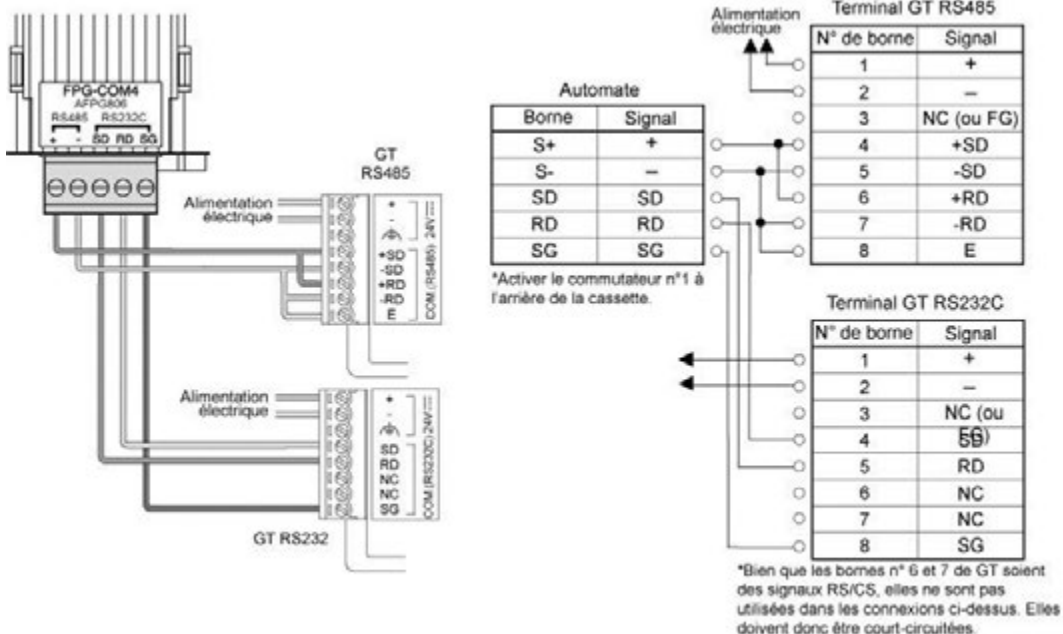 FPG-COM4
AFPG806
RS485 RS232C
+ - SD RD SG
GT
RS485
Alimentation
électrique
+
-
24V
+SD
-SD
+RD
-RD
E
COM (RS485)
Alimentation
électrique
+
-
24V
SD
RD
NC
NC
SG
COM (RS232C)
GT RS232
Automate
Borne Signal
S+ +
S- –
SD SD
RD RD
SG SG
*Activer le commutateur n°1 à
l'arrière de la cassette.
Alimentation
électrique
Terminal GT RS485
N° de borne Signal
1 +
2 –
3 NC (ou FG)
4 +SD
5 -SD
6 +RD
7 -RD
8 E
Terminal GT RS232C
N° de borne Signal
1 +
2 –
3 NC (ou
FG)
4 SD
5 RD
6 NC
7 NC
8 SG
*Bien que les bornes n° 6 et 7 de GT soient
des signaux RS/CS, elles ne sont pas
utilisées dans les connexions ci-dessus. Elles
doivent donc être court-circuitées.